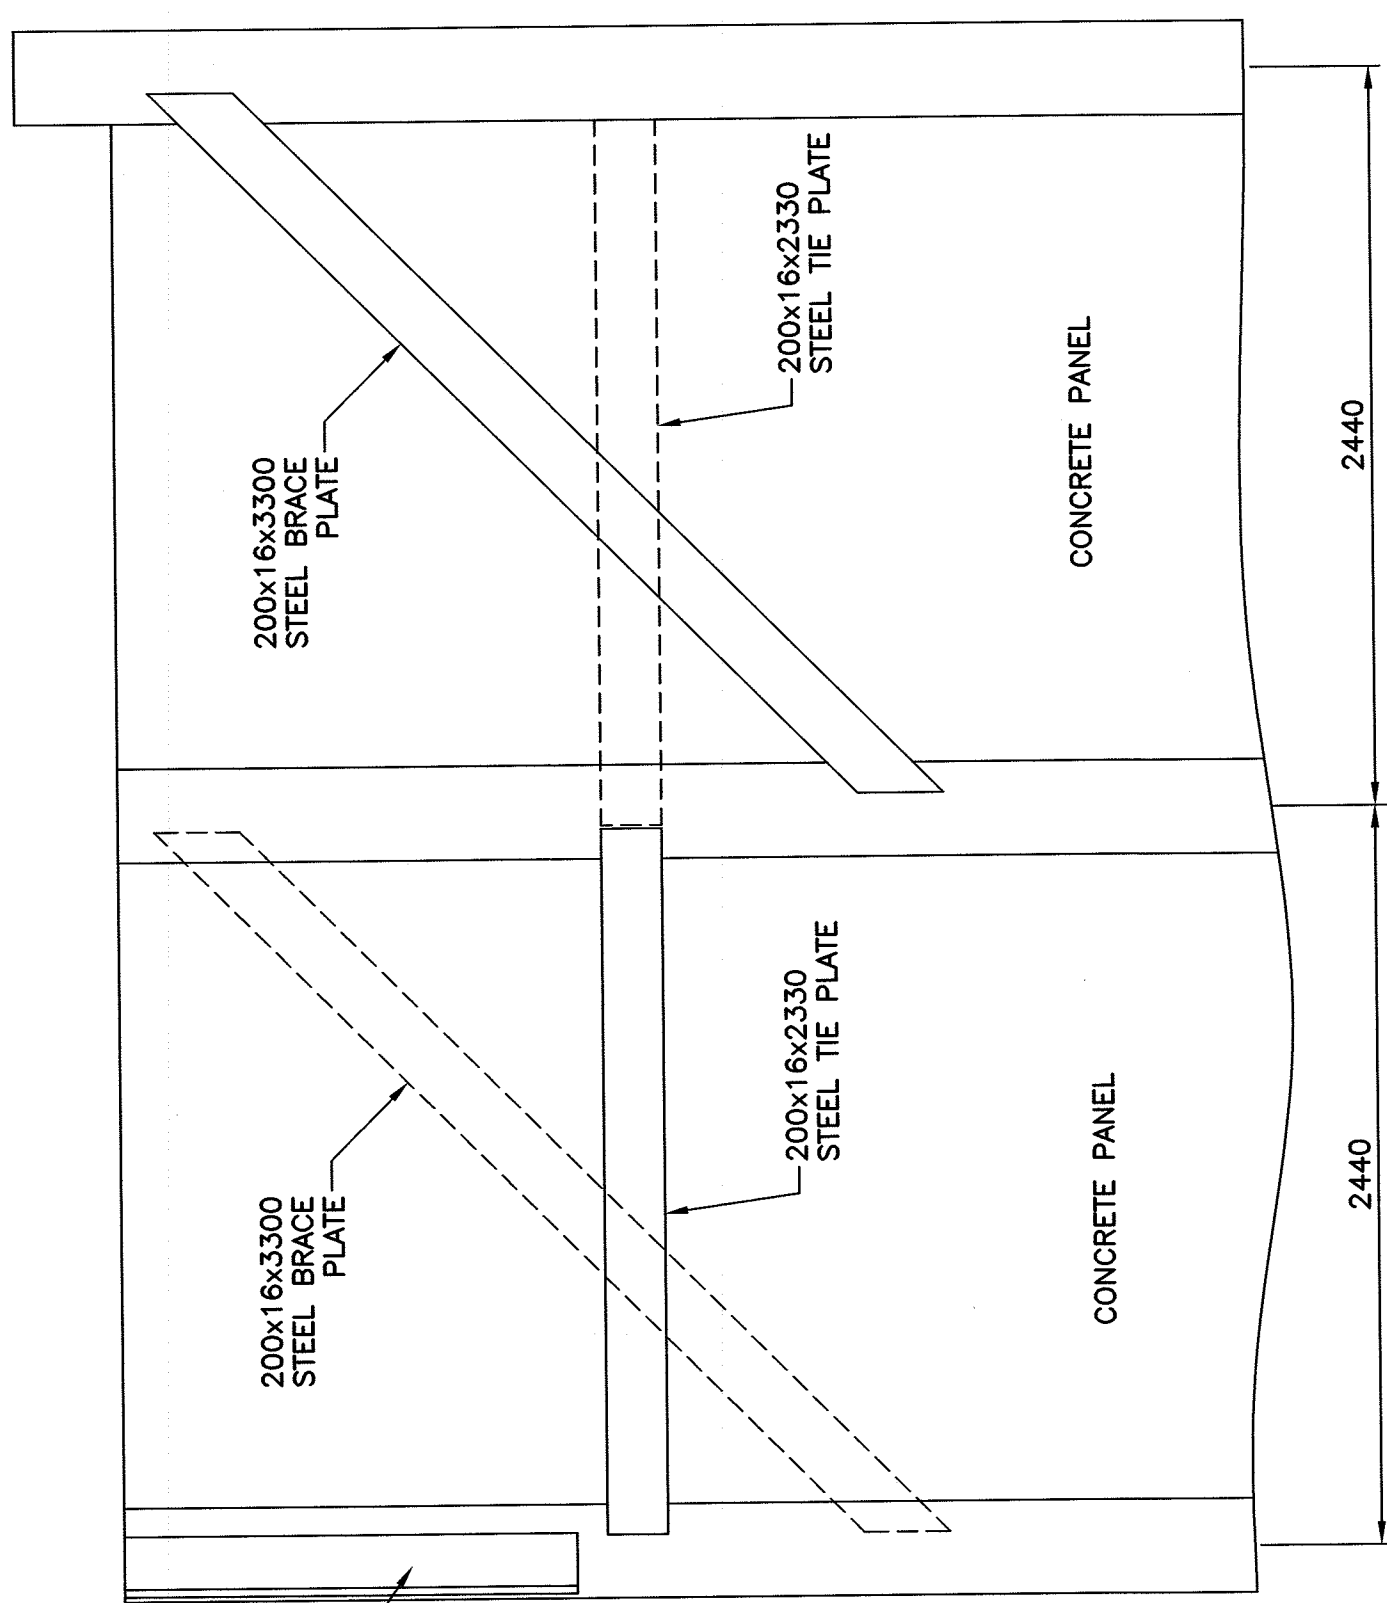 200x16x3300
STEEL BRACE
PLATE
200x16x3300
STEEL BRACE
PLATE
200x16x2330
STEEL TIE PLATE
200x16x2330
STEEL TIE PLATE
CONCRETE PANEL
CONCRETE PANEL
2440
2440